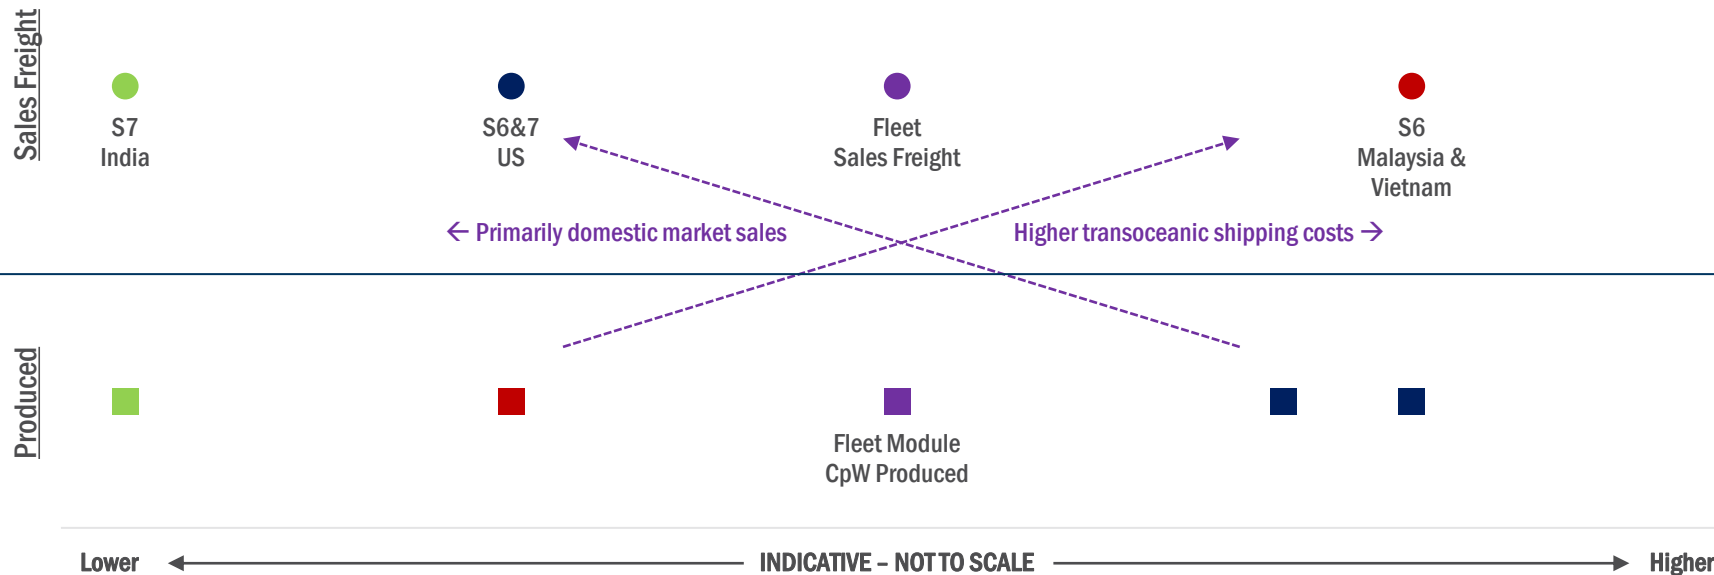 Sales Freight
S7
India
S6&7
US
Fleet
Sales Freight
S6
Malaysia &
Vietnam
← Primarily domestic market sales
Higher transoceanic shipping costs →
Produced
Fleet Module
CpW Produced
Lower
INDICATIVE – NOT TO SCALE
Higher